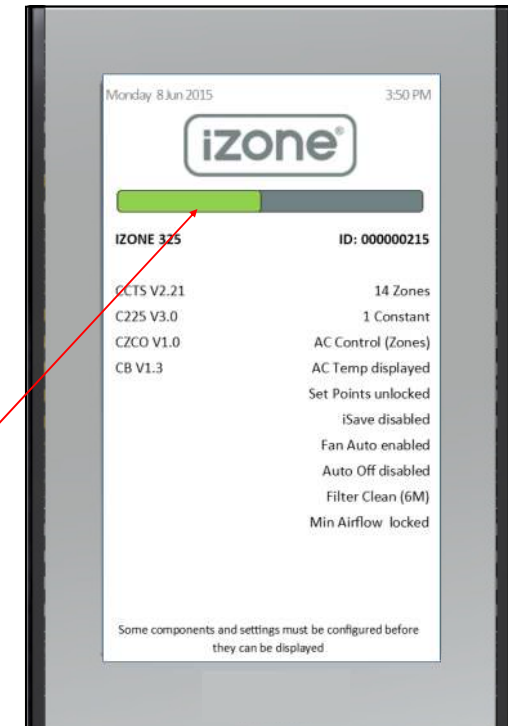 Monday 8 Jun 2015 3:50 PM
izone®
IZONE 325 ID: 000000215
CCTS V2.21 14 Zones
C225 V3.0 1 Constant
CZCO V1.0 AC Control (Zones)
CB V1.3 AC Temp displayed
Set Points unlocked
iSave disabled
Fan Auto enabled
Auto Off disabled
Filter Clean (6M)
Min Airflow locked
Some components and settings must be configured before
they can be displayed